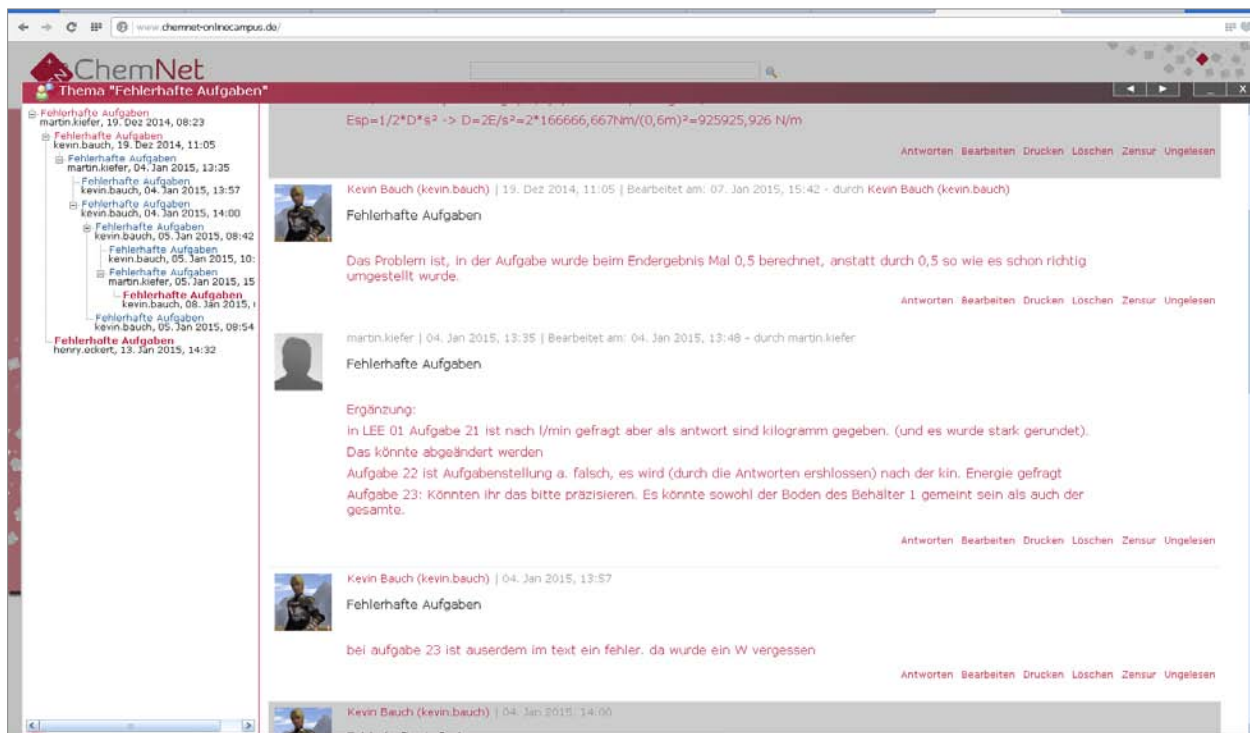 www.chemnet-onlinecampus.de/
ChemNet
Thema "Fehlerhafte Aufgaben"
Fehlerhafte Aufgaben
martin.kiefer, 19. Dez 2014, 08:23
Fehlerhafte Aufgaben
kevin.bauch, 19. Dez 2014, 11:05
Fehlerhafte Aufgaben
martin.kiefer, 04. Jan 2015, 13:35
Fehlerhafte Aufgaben
kevin.bauch, 04. Jan 2015, 13:57
Fehlerhafte Aufgaben
kevin.bauch, 04. Jan 2015, 14:00
Fehlerhafte Aufgaben
kevin.bauch, 05. Jan 2015, 08:42
Fehlerhafte Aufgaben
kevin.bauch, 05. Jan 2015, 10:
Fehlerhafte Aufgaben
martin.kiefer, 05. Jan 2015, 15
Fehlerhafte Aufgaben
kevin.bauch, 08. Jan 2015,
Fehlerhafte Aufgaben
kevin.bauch, 05. Jan 2015, 08:54
Fehlerhafte Aufgaben
henry.eckert, 13. Jan 2015, 14:32
Esp=1/2*D*s² -> D=2E/s²=2*166666,667Nm/(0,6m)²=925925,926 N/m
Antworten Bearbeiten Drucken Löschen Zensur Ungelesen
Kevin Bauch (kevin.bauch) | 19. Dez 2014, 11:05 | Bearbeitet am: 07. Jan 2015, 15:42 - durch Kevin Bauch (kevin.bauch)
Fehlerhafte Aufgaben
Das Problem ist, in der Aufgabe wurde beim Endergebnis Mal 0,5 berechnet, anstatt durch 0,5 so wie es schon richtig
umgestellt wurde.
Antworten Bearbeiten Drucken Löschen Zensur Ungelesen
martin.kiefer | 04. Jan 2015, 13:35 | Bearbeitet am: 04. Jan 2015, 13:48 - durch martin.kiefer
Fehlerhafte Aufgaben
Ergänzung:
in LEE 01 Aufgabe 21 ist nach l/min gefragt aber als antwort sind kilogramm gegeben. (und es wurde stark gerundet).
Das könnte abgeändert werden
Aufgabe 22 ist Aufgabenstellung a. falsch, es wird (durch die Antworten ershlossen) nach der kin. Energie gefragt
Aufgabe 23: Könnten ihr das bitte präzisieren. Es könnte sowohl der Boden des Behälter 1 gemeint sein als auch der
gesamte.
Antworten Bearbeiten Drucken Löschen Zensur Ungelesen
Kevin Bauch (kevin.bauch) | 04. Jan 2015, 13:57
Fehlerhafte Aufgaben
bei aufgabe 23 ist auserdem im text ein fehler. da wurde ein W vergessen
Antworten Bearbeiten Drucken Löschen Zensur Ungelesen
Kevin Bauch (kevin.bauch) | 04. Jan 2015, 14:00